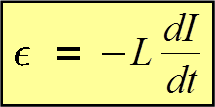 ϵ = −L dI/dt